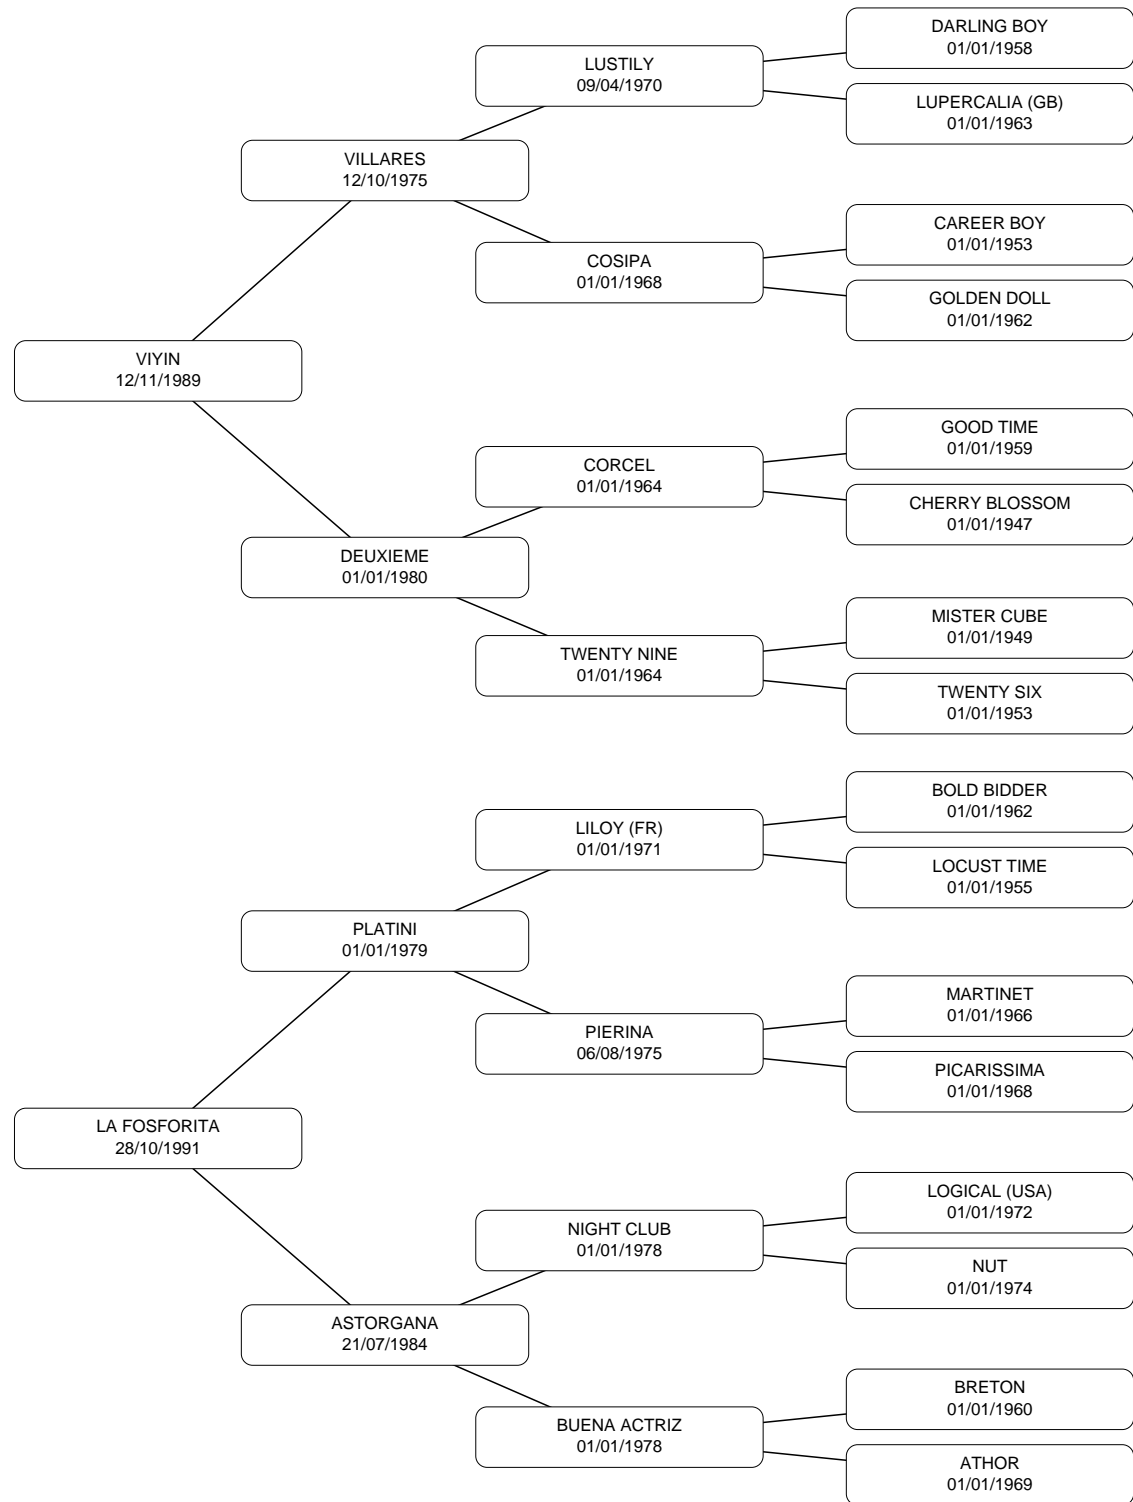 DARLING BOY
01/01/1958
LUSTILY
09/04/1970
LUPERCALIA (GB)
01/01/1963
VILLARES
12/10/1975
CAREER BOY
01/01/1953
COSIPA
01/01/1968
GOLDEN DOLL
01/01/1962
VIYIN
12/11/1989
GOOD TIME
01/01/1959
CORCEL
01/01/1964
CHERRY BLOSSOM
01/01/1947
DEUXIEME
01/01/1980
MISTER CUBE
01/01/1949
TWENTY NINE
01/01/1964
TWENTY SIX
01/01/1953
BOLD BIDDER
01/01/1962
LILOY (FR)
01/01/1971
LOCUST TIME
01/01/1955
PLATINI
01/01/1979
MARTINET
01/01/1966
PIERINA
06/08/1975
PICARISSIMA
01/01/1968
LA FOSFORITA
28/10/1991
LOGICAL (USA)
01/01/1972
NIGHT CLUB
01/01/1978
NUT
01/01/1974
ASTORGANA
21/07/1984
BRETON
01/01/1960
BUENA ACTRIZ
01/01/1978
ATHOR
01/01/1969